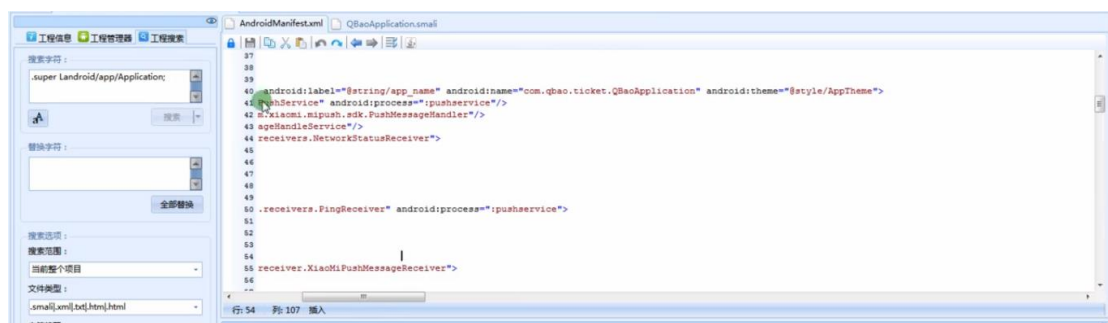 AndroidManifest.xml QBaoApplication.smali
工程信息 工程管理器 工程搜索
搜索字符：
.super Landroid/app/Application;
搜索
替换字符：
全部替换
搜索选项：
搜索范围：
当前整个项目
文件类型：
.smali|.xml|.txt|.htm|.html
37
38
39
40 android:label="@string/app_name" android:name="com.qbao.ticket.QBaoApplication" android:theme="@style/AppTheme">
41 PushService" android:process=":pushservice"/>
42 m.xiaomi.mipush.sdk.PushMessageHandler"/>
43 ageHandleService"/>
44 receivers.NetworkStatusReceiver">
45
46
47
48
49
50 .receivers.PingReceiver" android:process=":pushservice">
51
52
53
54
55 receiver.XiaoMiPushMessageReceiver">
56
行: 54 列: 107 插入